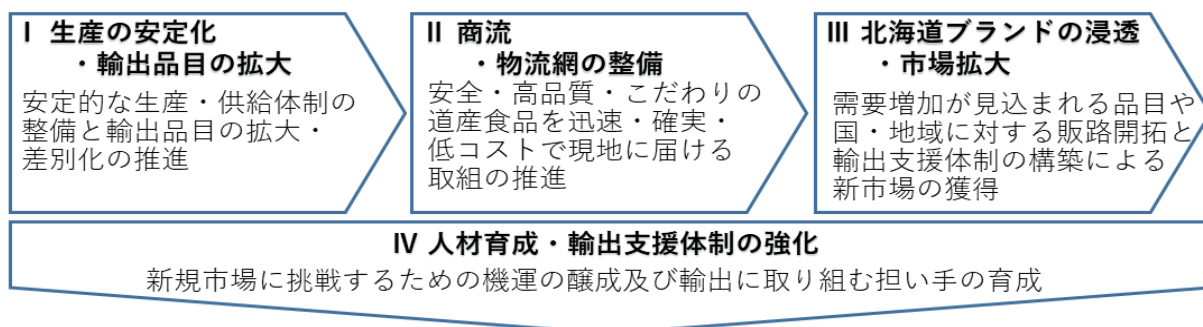 Ⅰ 生産の安定化
・輸出品目の拡大
安定的な生産・供給体制の
整備と輸出品目の拡大・
差別化の推進
Ⅱ 商流
・物流網の整備
安全・高品質・こだわりの
道産食品を迅速・確実・
低コストで現地に届ける
取組の推進
Ⅲ 北海道ブランドの浸透
・市場拡大
需要増加が見込まれる品目や
国・地域に対する販路開拓と
輸出支援体制の構築による
新市場の獲得
Ⅳ 人材育成・輸出支援体制の強化
新規市場に挑戦するための機運の醸成及び輸出に取り組む担い手の育成